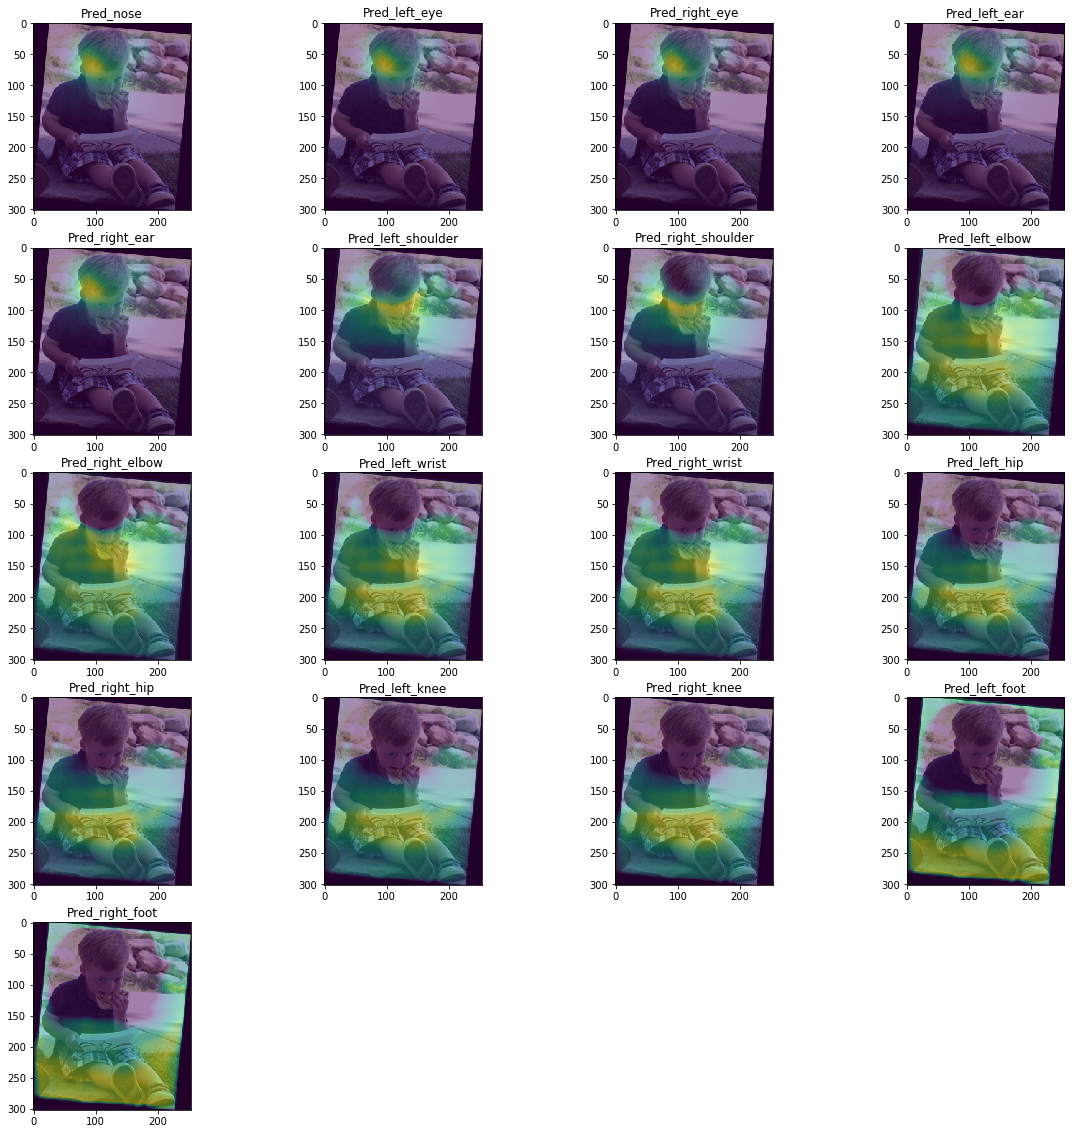 Pred_nose Pred_left_eye Pred_right_eye Pred_left_ear
0 0 0 0
50 50 50 50
100 100 100 100
150 150 150 150
200 200 200 200
250 250 250 250
300 300 300 300
0 100 200 0 100 200 0 100 200 0 100 200
Pred_right_ear Pred_left_shoulder Pred_right_shoulder Pred_left_elbow
0 0 0 0
50 50 50 50
100 100 100 100
150 150 150 150
200 200 200 200
250 250 250 250
300 300 300 300
0 100 200 0 100 200 0 100 200 0 100 200
Pred_right_elbow Pred_left_wrist Pred_right_wrist Pred_left_hip
0 0 0 0
50 50 50 50
100 100 100 100
150 150 150 150
200 200 200 200
250 250 250 250
300 300 300 300
0 100 200 0 100 200 0 100 200 0 100 200
Pred_right_hip Pred_left_knee Pred_right_knee Pred_left_foot
0 0 0 0
50 50 50 50
100 100 100 100
150 150 150 150
200 200 200 200
250 250 250 250
300 300 300 300
0 100 200 0 100 200 0 100 200 0 100 200
Pred_right_foot
0
50
100
150
200
250
300
0 100 200